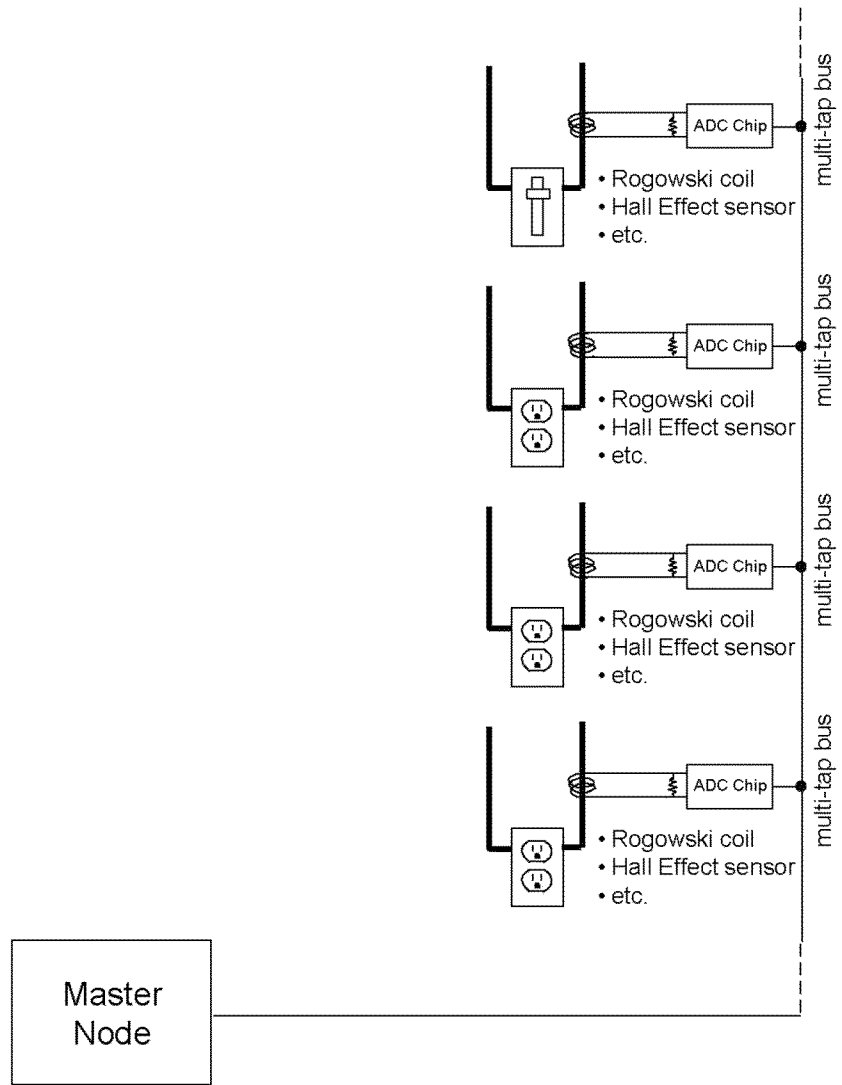 ADC Chip
multi-tap bus
• Rogowski coil
• Hall Effect sensor
• etc.
ADC Chip
multi-tap bus
• Rogowski coil
• Hall Effect sensor
• etc.
ADC Chip
multi-tap bus
• Rogowski coil
• Hall Effect sensor
• etc.
ADC Chip
multi-tap bus
• Rogowski coil
• Hall Effect sensor
• etc.
Master
Node